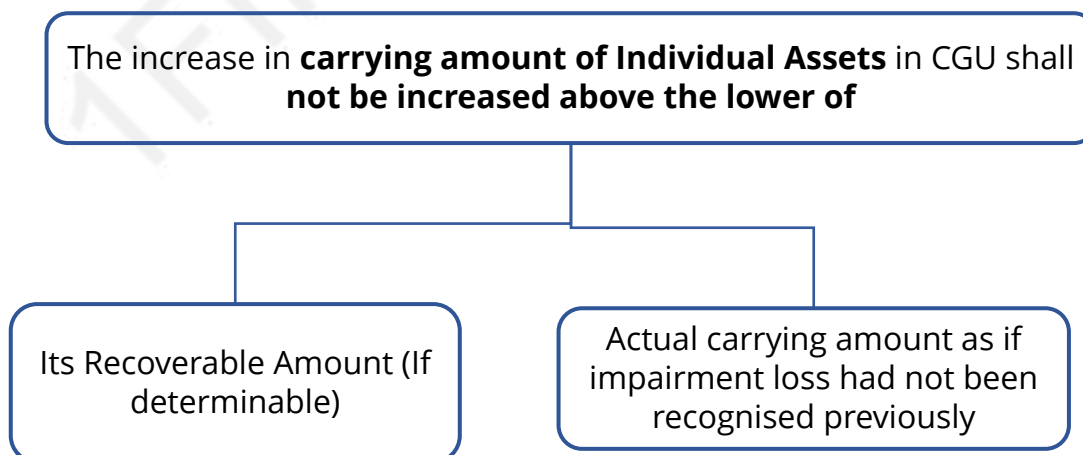 The increase in carrying amount of Individual Assets in CGU shall
not be increased above the lower of
Its Recoverable Amount (If
determinable)
Actual carrying amount as if
impairment loss had not been
recognised previously